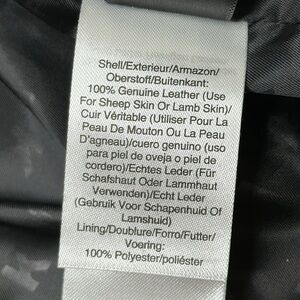 Shell/Exterieur/Armazon/
Oberstoff/Buitenkant:
100% Genuine Leather (Use
For Sheep Skin Or Lamb Skin)/
Cuir Véritable (Utiliser Pour La
Peau De Mouton Ou La Peau
D'agneau)/cuero genuino (uso
para piel de oveja o piel de
cordero)/Echtes Leder (Für
Schafshaut Oder Lammhaut
Verwenden)/Echt Leder
(Gebruik Voor Schapenhuid Of
Lamshuid)
Lining/Doublure/Forro/Futter/
Voering:
100% Polyester/poliéster